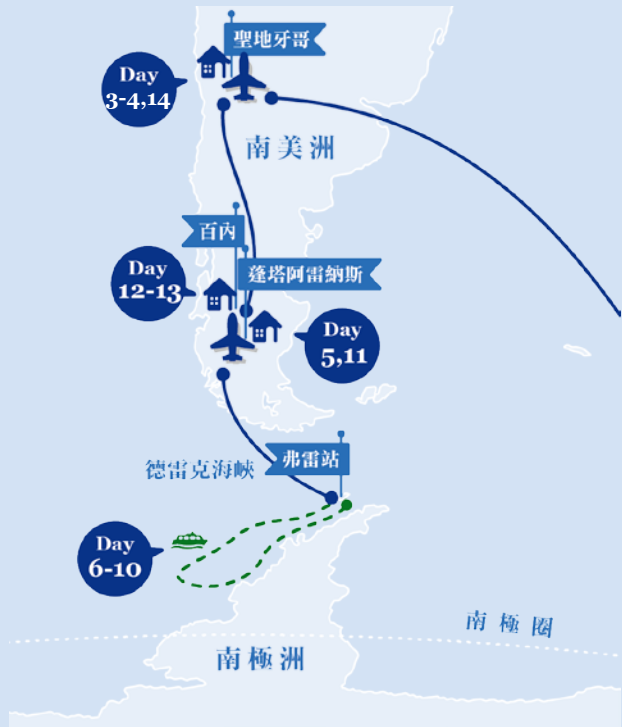 聖地牙哥
Day
3-4,14
南美洲
百內
蓬塔阿雷納斯
Day
12-13
Day
5,11
弗雷站
德雷克海峽
Day
6-10
南極圈
南極洲